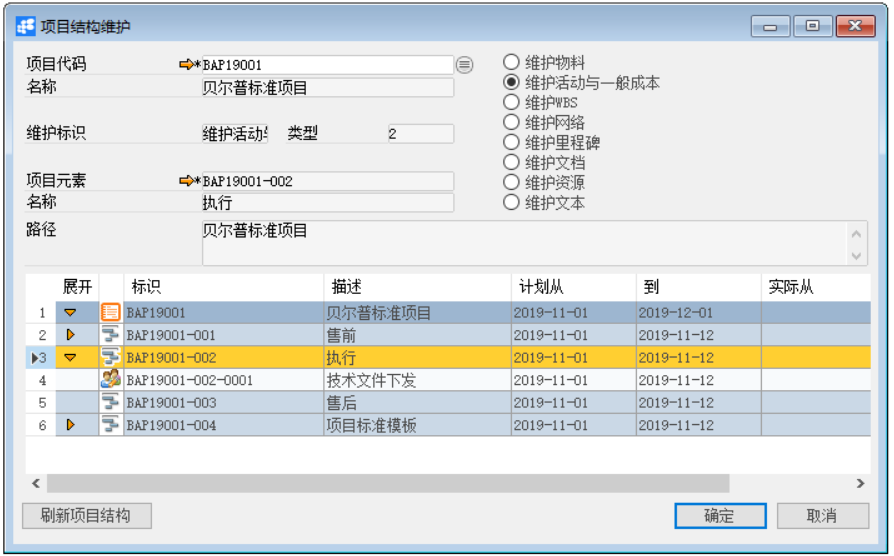 项目结构维护
项目代码 *BAP19001
名称 贝尔普标准项目
维护标识 维护活动 类型 2
项目元素 *BAP19001-002
名称 执行
路径 贝尔普标准项目
维护物料
维护活动与一般成本
维护WBS
维护网络
维护里程碑
维护文档
维护资源
维护文本
展开 标识 描述 计划从 到 实际从
1 BAP19001 贝尔普标准项目 2019-11-01 2019-12-01
2 BAP19001-001 售前 2019-11-01 2019-11-12
3 BAP19001-002 执行 2019-11-01 2019-11-12
4 BAP19001-002-0001 技术文件下发 2019-11-01 2019-11-12
5 BAP19001-003 售后 2019-11-01 2019-11-12
6 BAP19001-004 项目标准模板 2019-11-01 2019-11-12
刷新项目结构 确定 取消